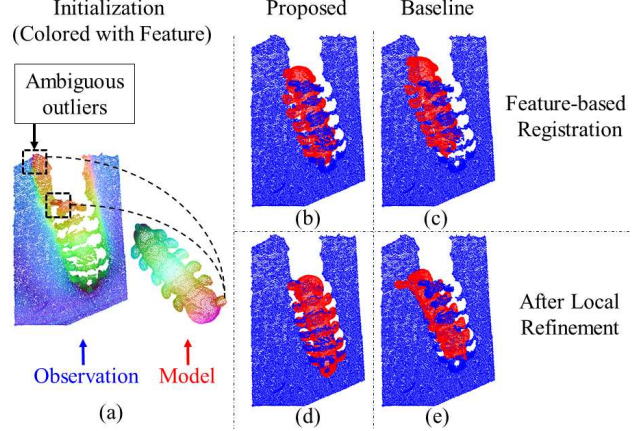 Initialization
(Colored with Feature)
Proposed
Baseline
Ambiguous
outliers
Feature-based
Registration
(b)
(c)
After Local
Refinement
Observation
Model
(a)
(d)
(e)